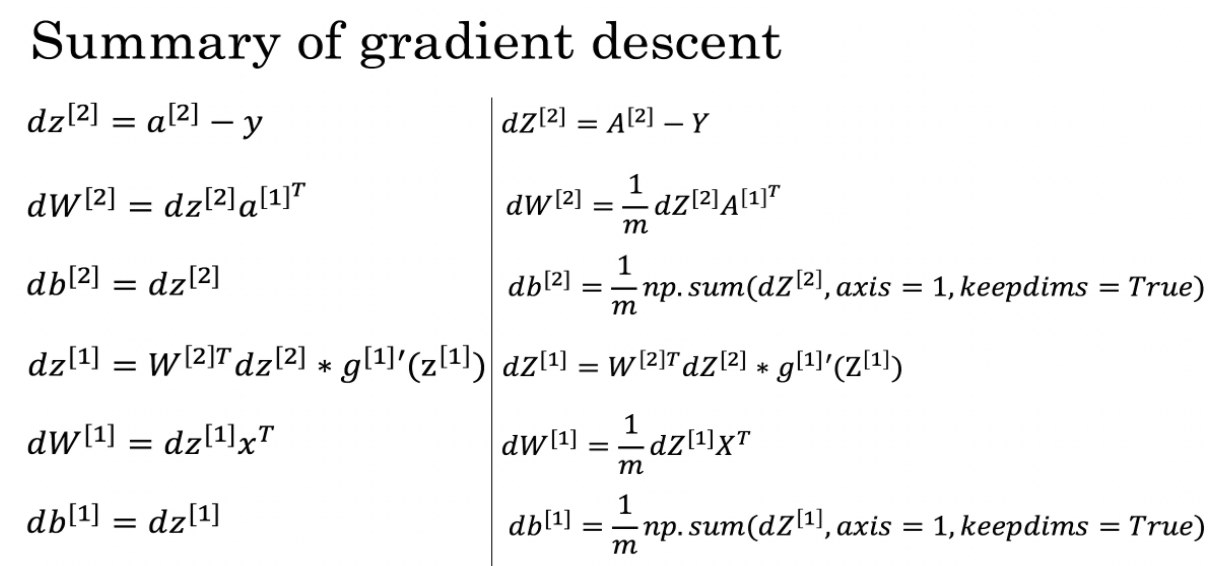 Summary of gradient descent
dz^{[2]} = a^{[2]} − y
dW^{[2]} = dz^{[2]}a^{[1]^T}
db^{[2]} = dz^{[2]}
dz^{[1]} = W^{[2]T}dz^{[2]} * g^{[1]}′(z^{[1]})
dW^{[1]} = dz^{[1]}x^T
db^{[1]} = dz^{[1]}
dZ^{[2]} = A^{[2]} − Y
dW^{[2]} = \frac{1}{m}dZ^{[2]}A^{[1]^T}
db^{[2]} = \frac{1}{m}np.sum(dZ^{[2]}, axis = 1, keepdims = True)
dZ^{[1]} = W^{[2]T}dZ^{[2]} * g^{[1]}′(Z^{[1]})
dW^{[1]} = \frac{1}{m}dZ^{[1]}X^T
db^{[1]} = \frac{1}{m}np.sum(dZ^{[1]}, axis = 1, keepdims = True)